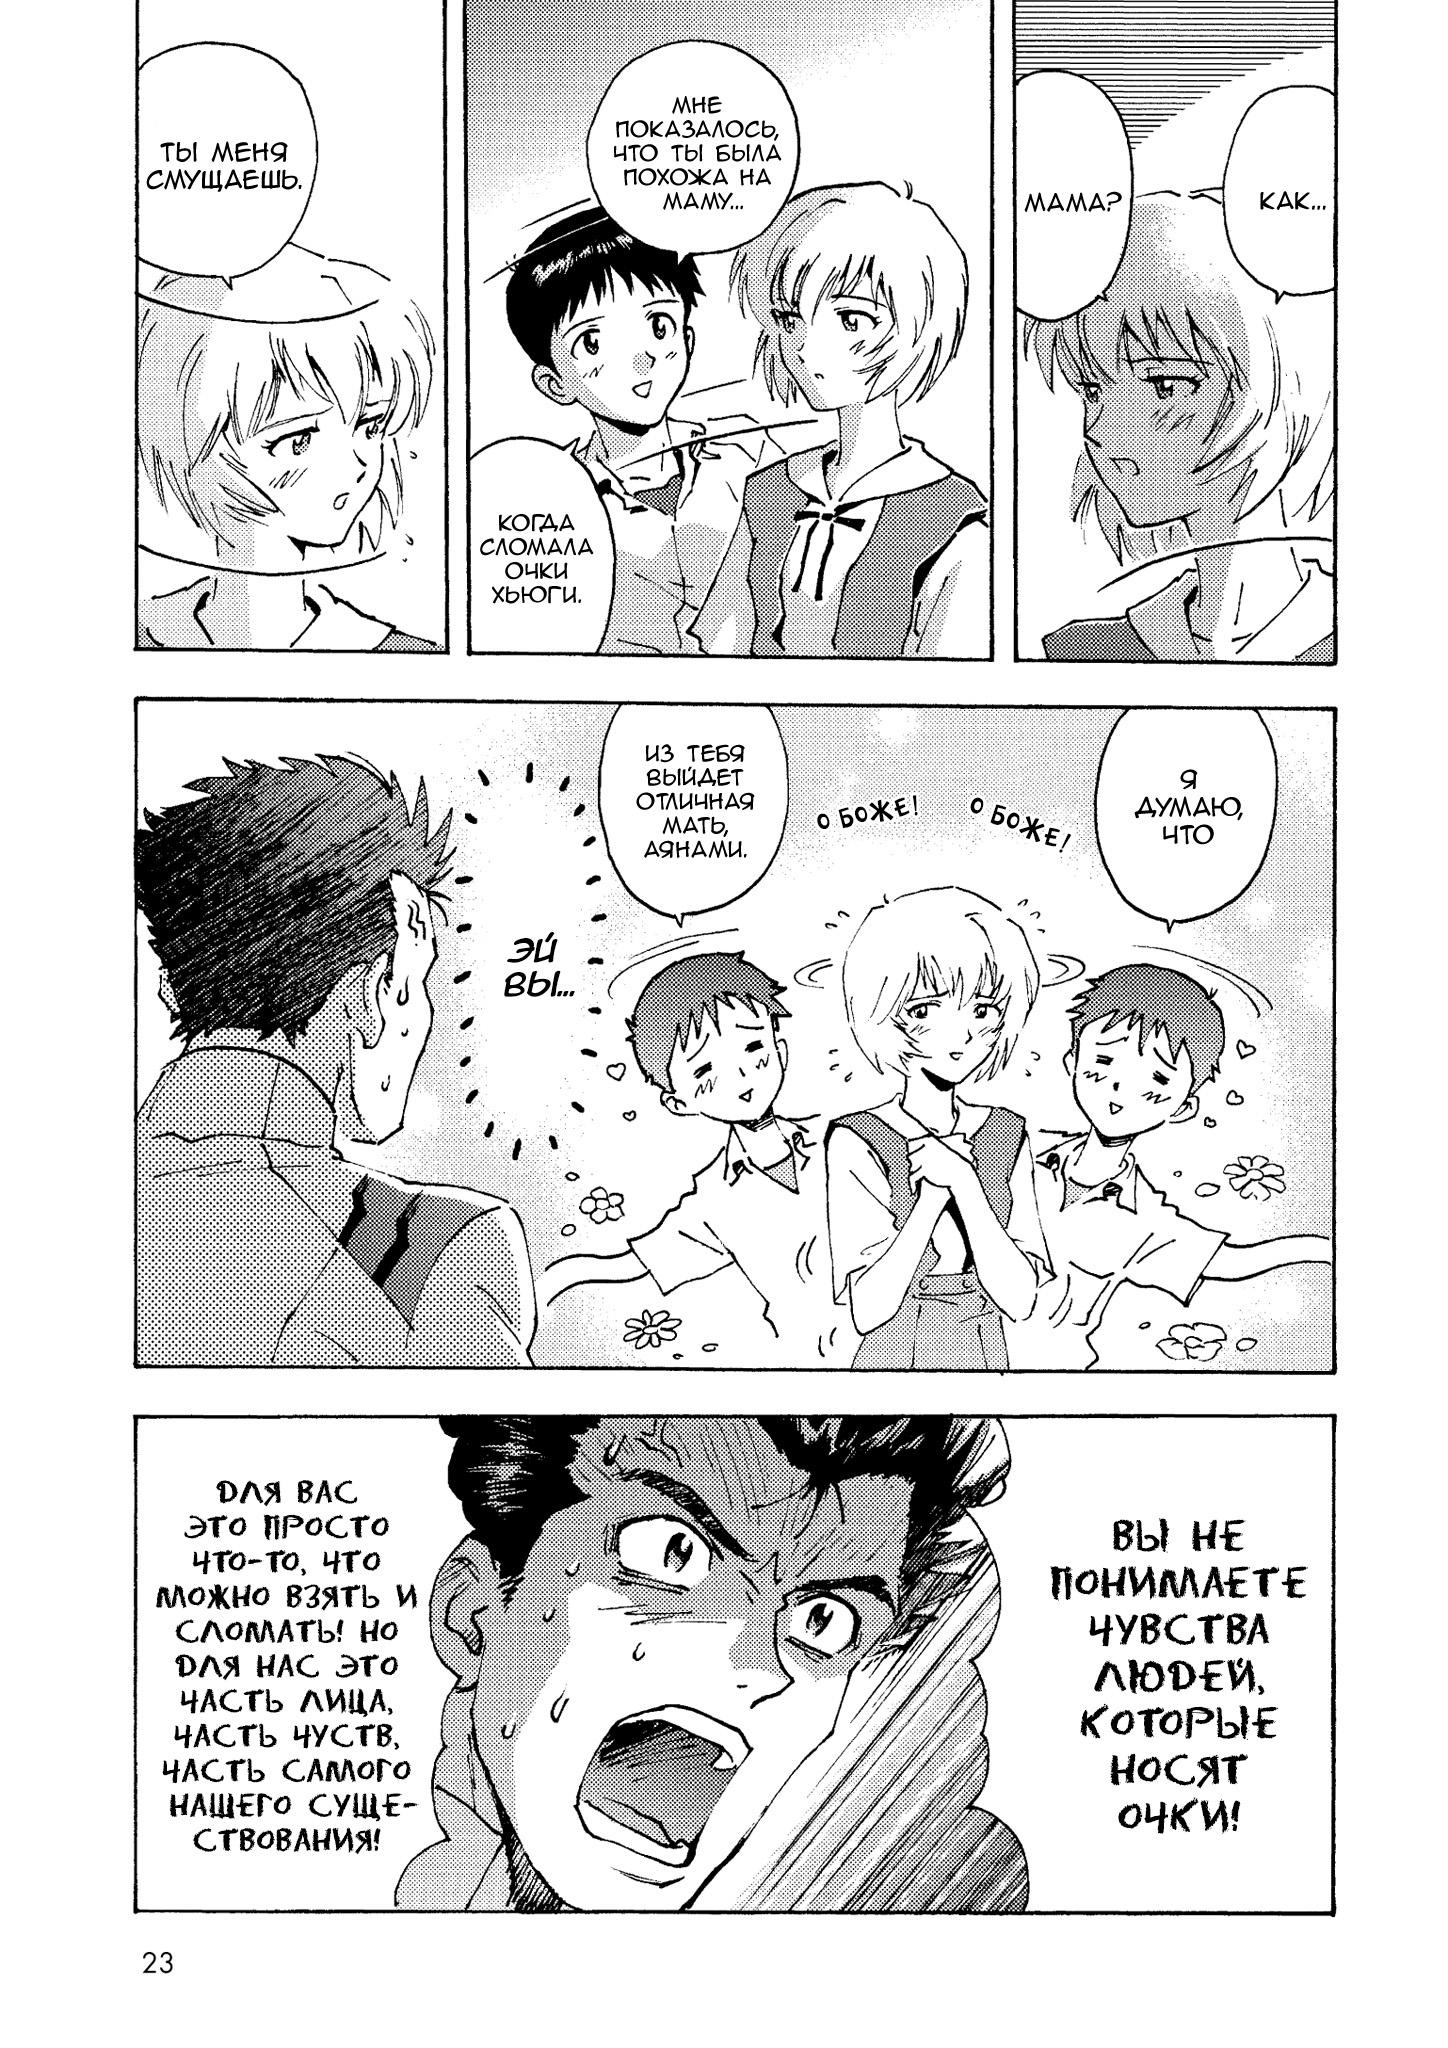 КАК...
МАМА?
МНЕ
ПОКАЗАЛОСЬ,
ЧТО ТЫ БЫЛА
ПОХОЖА НА
МАМУ...
КОГДА
СЛОМАЛА
ОЧКИ
ХЬЮГИ.
ТЫ МЕНЯ
СМУЩАЕШЬ.
Я
ДУМАЮ,
ЧТО
О БОЖЕ!
О БОЖЕ!
ИЗ ТЕБЯ
ВЫЙДЕТ
ОТЛИЧНАЯ
МАТЬ,
АЯНАМИ.
ЭЙ
ВЫ...
ВЫ НЕ
ПОНИМАЕТЕ
ЧУВСТВА
ЛЮДЕЙ,
КОТОРЫЕ
НОСЯТ
ОЧКИ!
ДЛЯ ВАС
ЭТО ПРОСТО
ЧТО-ТО, ЧТО
МОЖНО ВЗЯТЬ И
СЛОМАТЬ! НО
ДЛЯ НАС ЭТО
ЧАСТЬ ЛИЦА,
ЧАСТЬ ЧУСТВ,
ЧАСТЬ САМОГО
НАШЕГО СУЩЕ-
СТВОВАНИЯ!
23